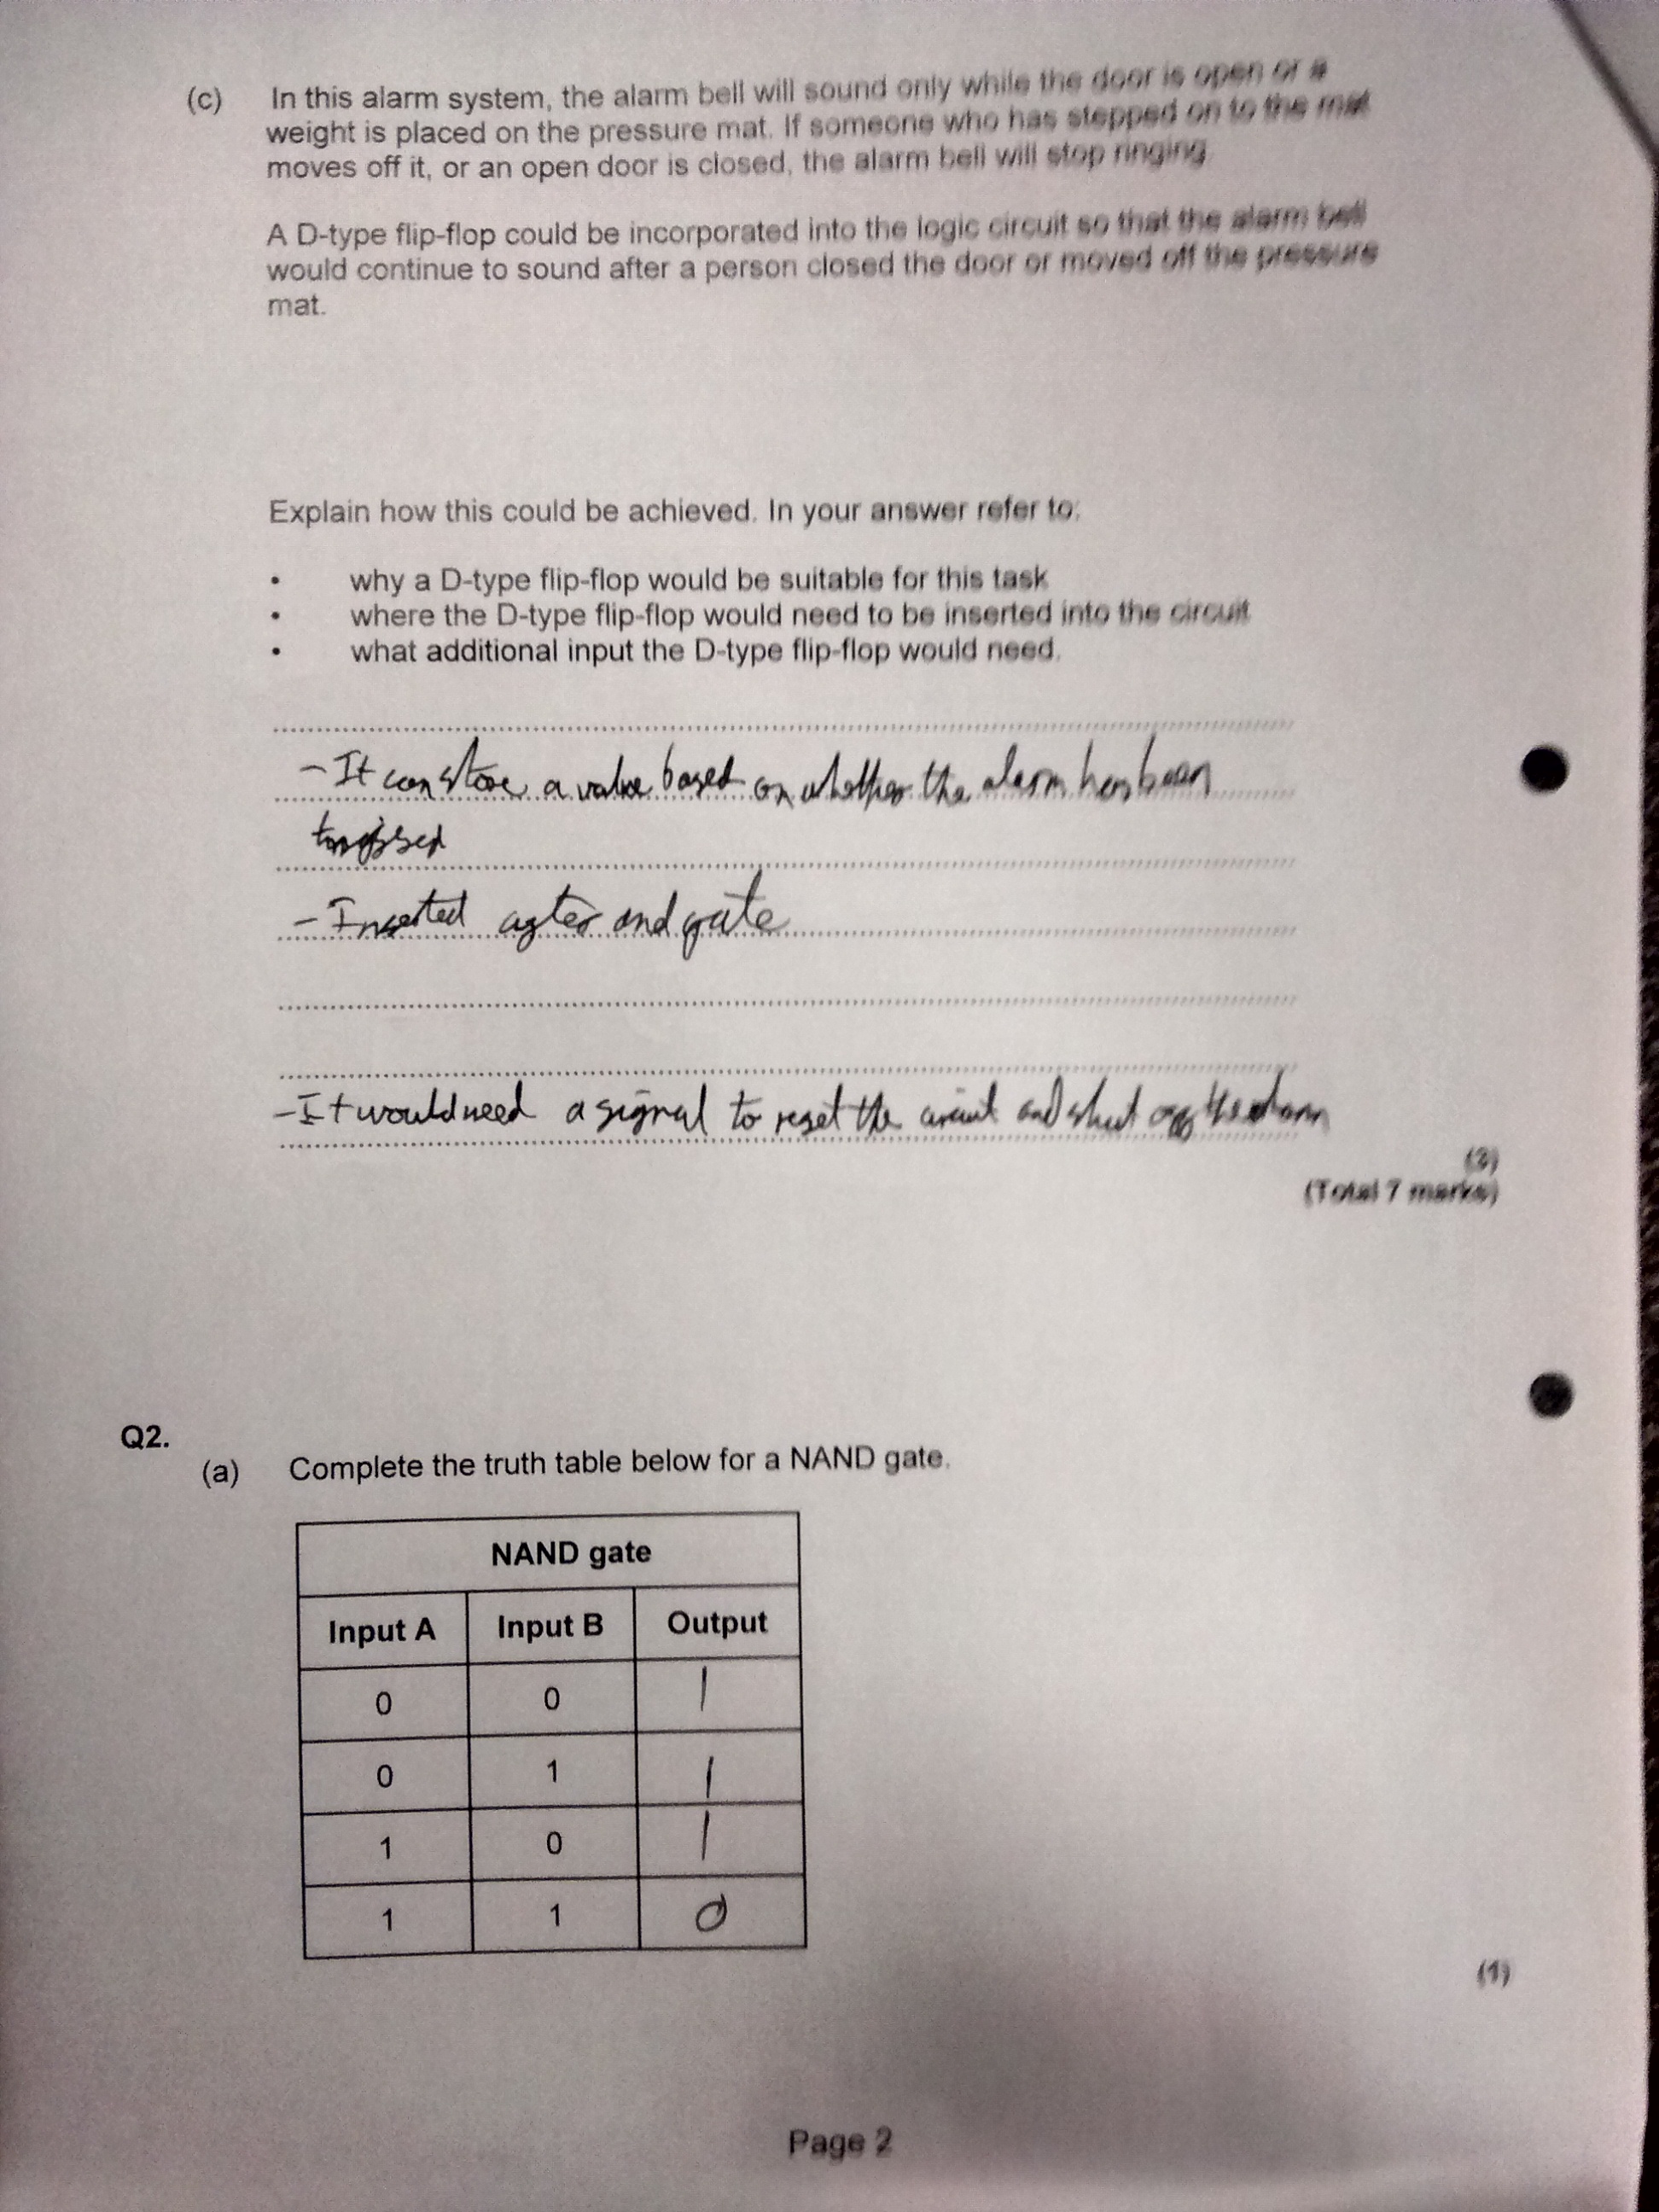 (c) In this alarm system, the alarm bell will sound only while the door is open or a
weight is placed on the pressure mat. If someone who has stepped on to the mat
moves off it, or an open door is closed, the alarm bell will stop ringing.
A D-type flip-flop could be incorporated into the logic circuit so that the alarm bell
would continue to sound after a person closed the door or moved off the pressure
mat.
Explain how this could be achieved. In your answer refer to:
• why a D-type flip-flop would be suitable for this task
• where the D-type flip-flop would need to be inserted into the circuit
• what additional input the D-type flip-flop would need.
- It can store a value based on whether the alarm has been
- Inserted after and gate
- It would need a signal to reset the circuit and shut off the alarm
(3)
(Total 7 marks)
Q2.
(a) Complete the truth table below for a NAND gate.
NAND gate
Input A Input B Output
0 0 1
0 1 1
1 0 1
1 1 0
(1)
Page 2